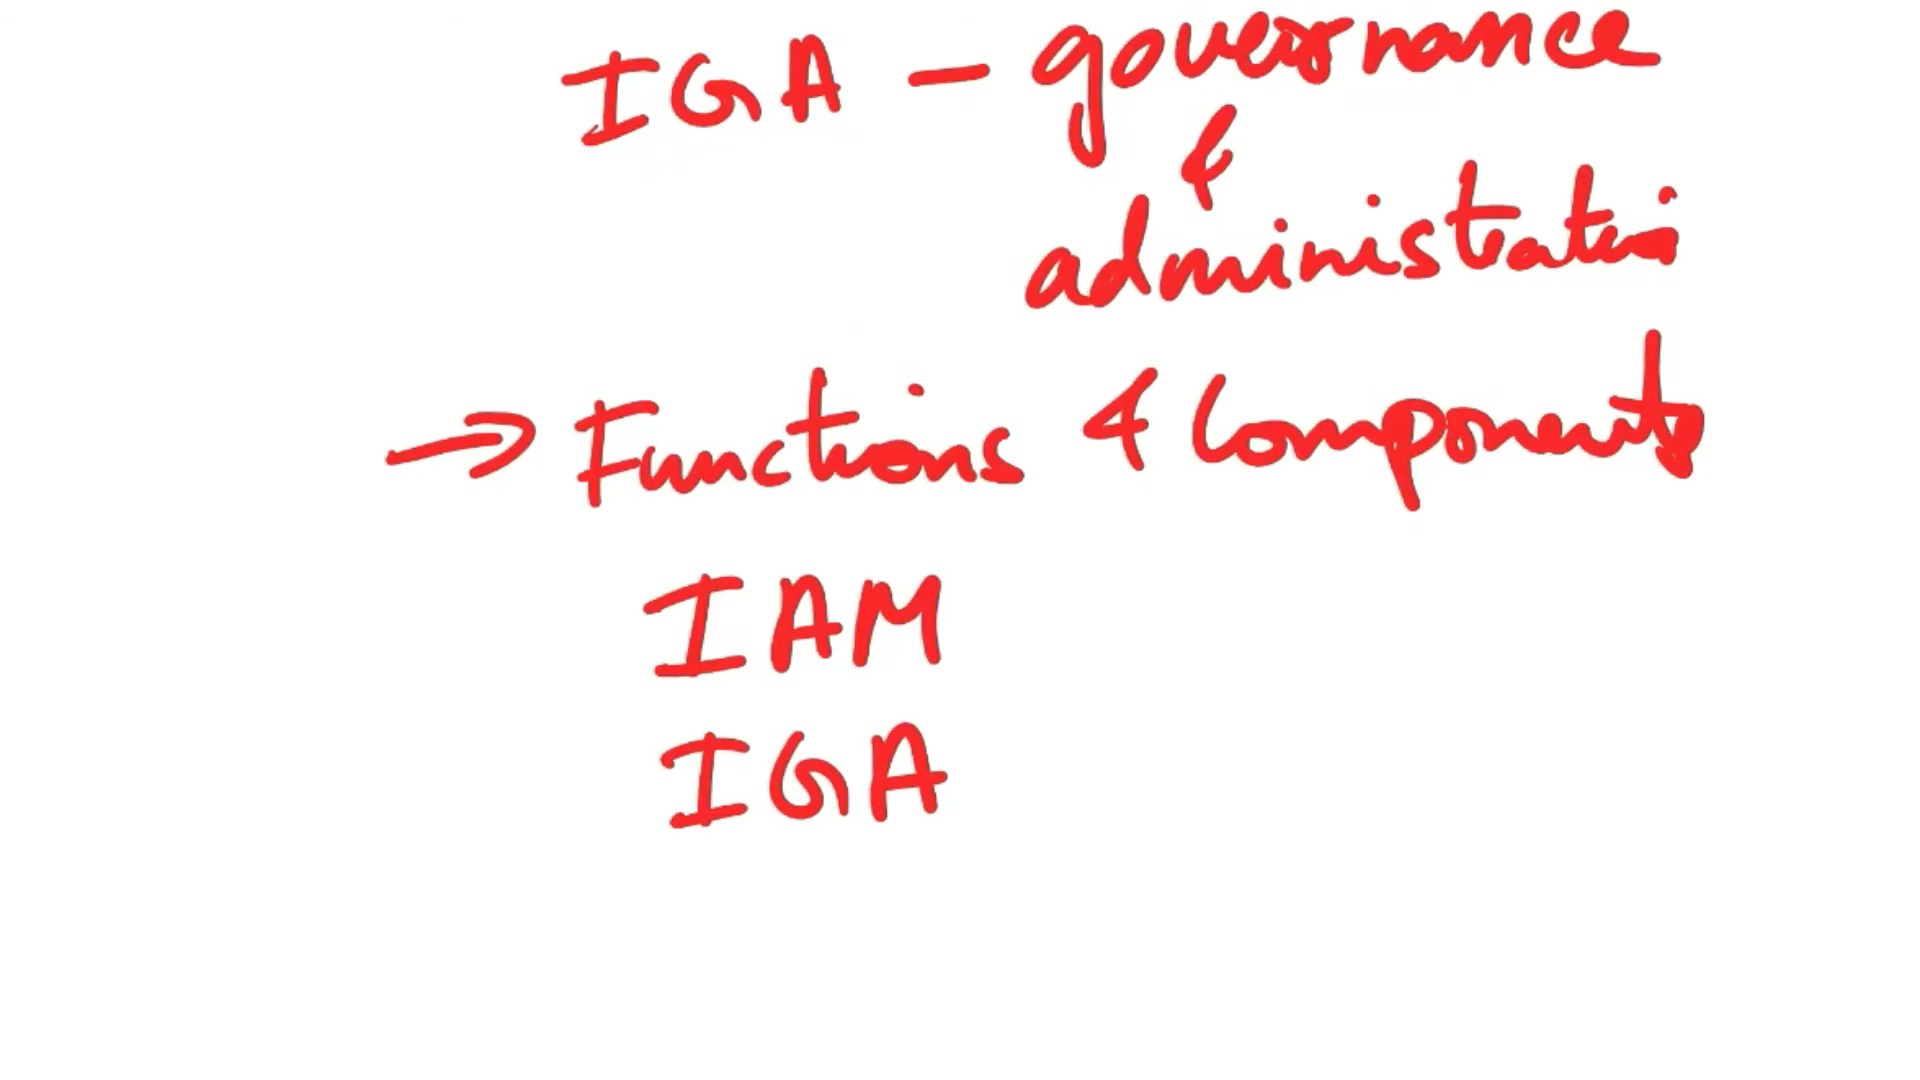 IGA - governance
&
administration
→ Functions & Components
IAM
IGA